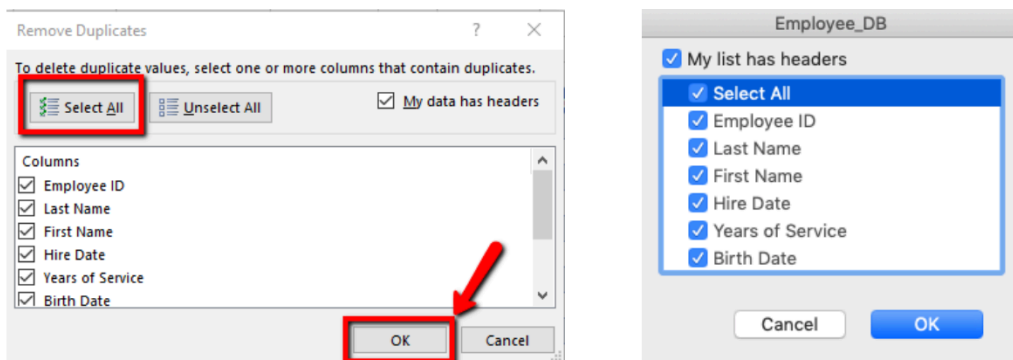 Remove Duplicates
To delete duplicate values, select one or more columns that contain duplicates.
Select All
Unselect All
My data has headers
Columns
Employee ID
Last Name
First Name
Hire Date
Years of Service
Birth Date
OK
Cancel
Employee_DB
My list has headers
Select All
Employee ID
Last Name
First Name
Hire Date
Years of Service
Birth Date
Cancel
OK